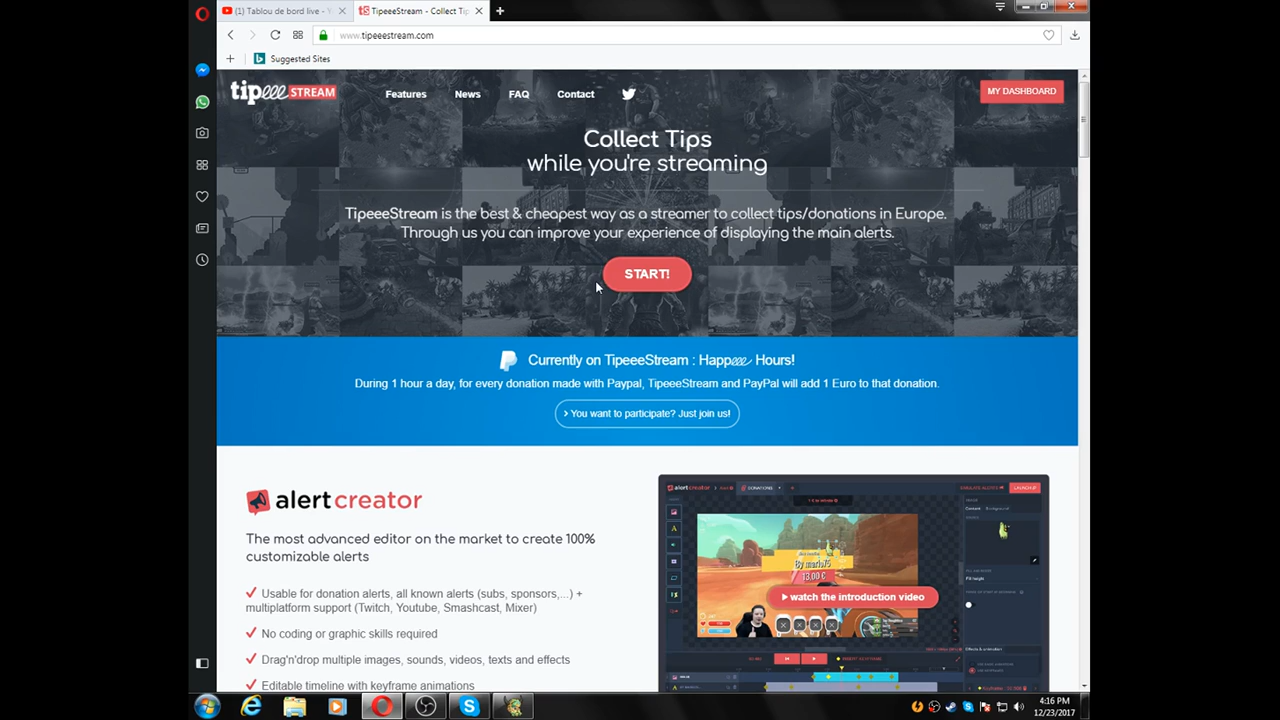 (1) Tablou de bord live -
TipeeeStream - Collect Tip
www.tipeeestream.com
Suggested Sites
tipeee STREAM
Features
News
FAQ
Contact
MY DASHBOARD
Collect Tips
while you're streaming
TipeeeStream is the best & cheapest way as a streamer to collect tips/donations in Europe.
Through us you can improve your experience of displaying the main alerts.
START!
Currently on TipeeeStream : Happeee Hours!
During 1 hour a day, for every donation made with Paypal, TipeeeStream and PayPal will add 1 Euro to that donation.
> You want to participate? Just join us!
alertcreator
The most advanced editor on the market to create 100%
customizable alerts
Usable for donation alerts, all known alerts (subs, sponsors,...) +
multiplatform support (Twitch, Youtube, Smashcast, Mixer)
No coding or graphic skills required
Drag'n'drop multiple images, sounds, videos, texts and effects
Editable timeline with keyframe animations
alertcreator
DONATIONS
LAUNCH
13.00 €
watch the introduction video
4:16 PM
12/23/2017